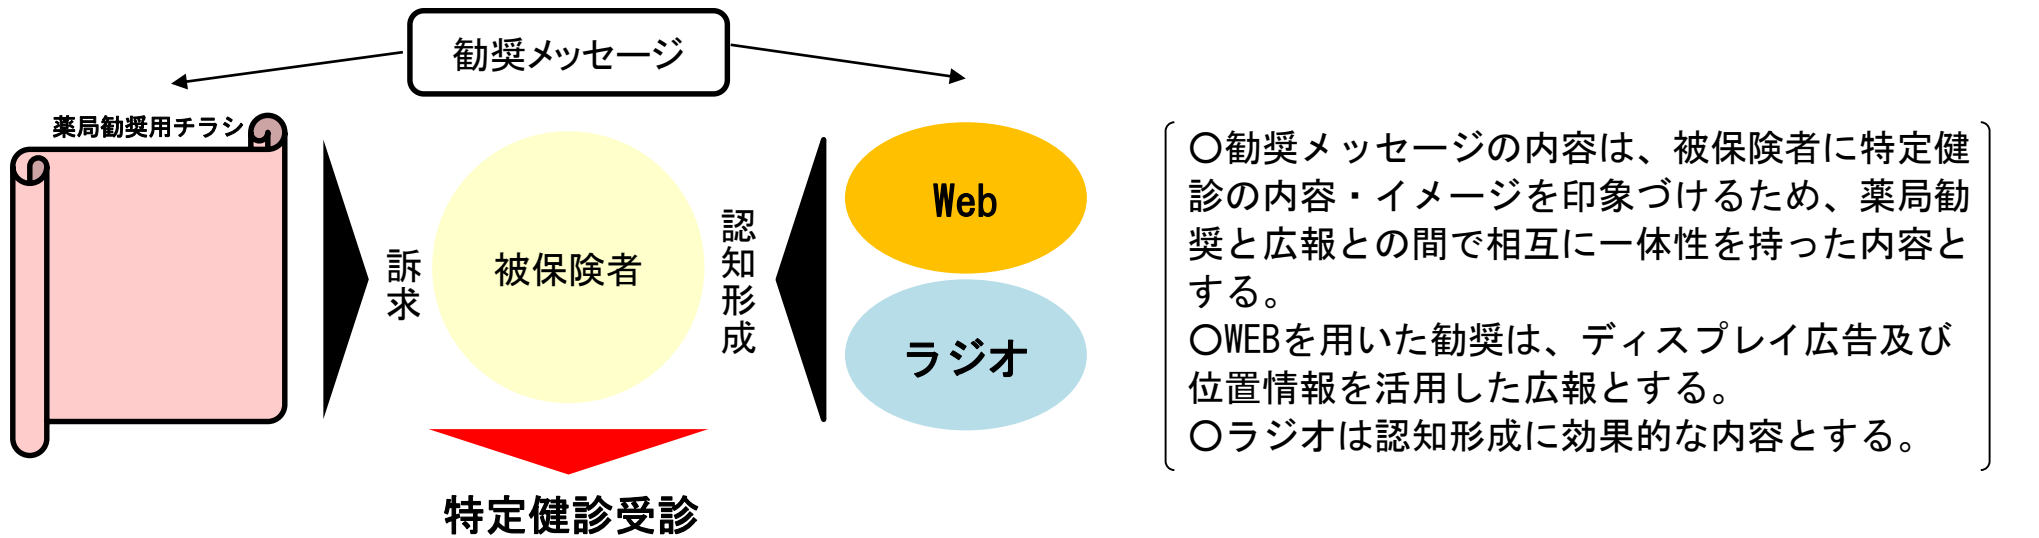 勧奨メッセージ
薬局勧奨用チラシ
訴求
被保険者
認知形成
Web
ラジオ
特定健診受診
〇勧奨メッセージの内容は、被保険者に特定健
診の内容・イメージを印象づけるため、薬局勧
奨と広報との間で相互に一体性を持った内容と
する。
〇WEBを用いた勧奨は、ディスプレイ広告及び
位置情報を活用した広報とする。
〇ラジオは認知形成に効果的な内容とする。